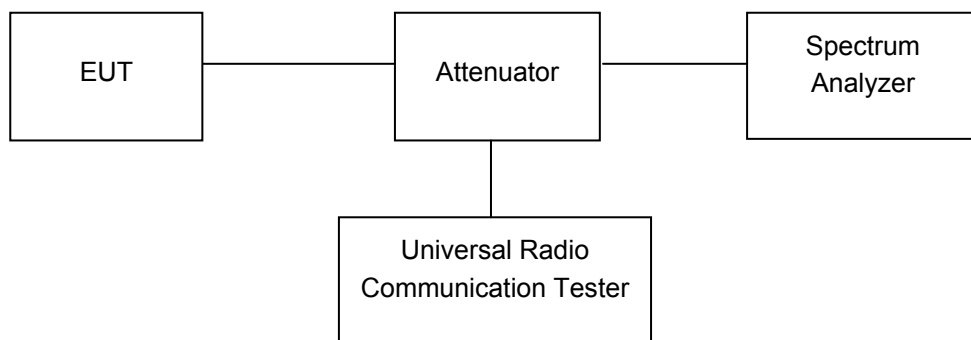 EUT
Attenuator
Spectrum
Analyzer
Universal Radio
Communication Tester